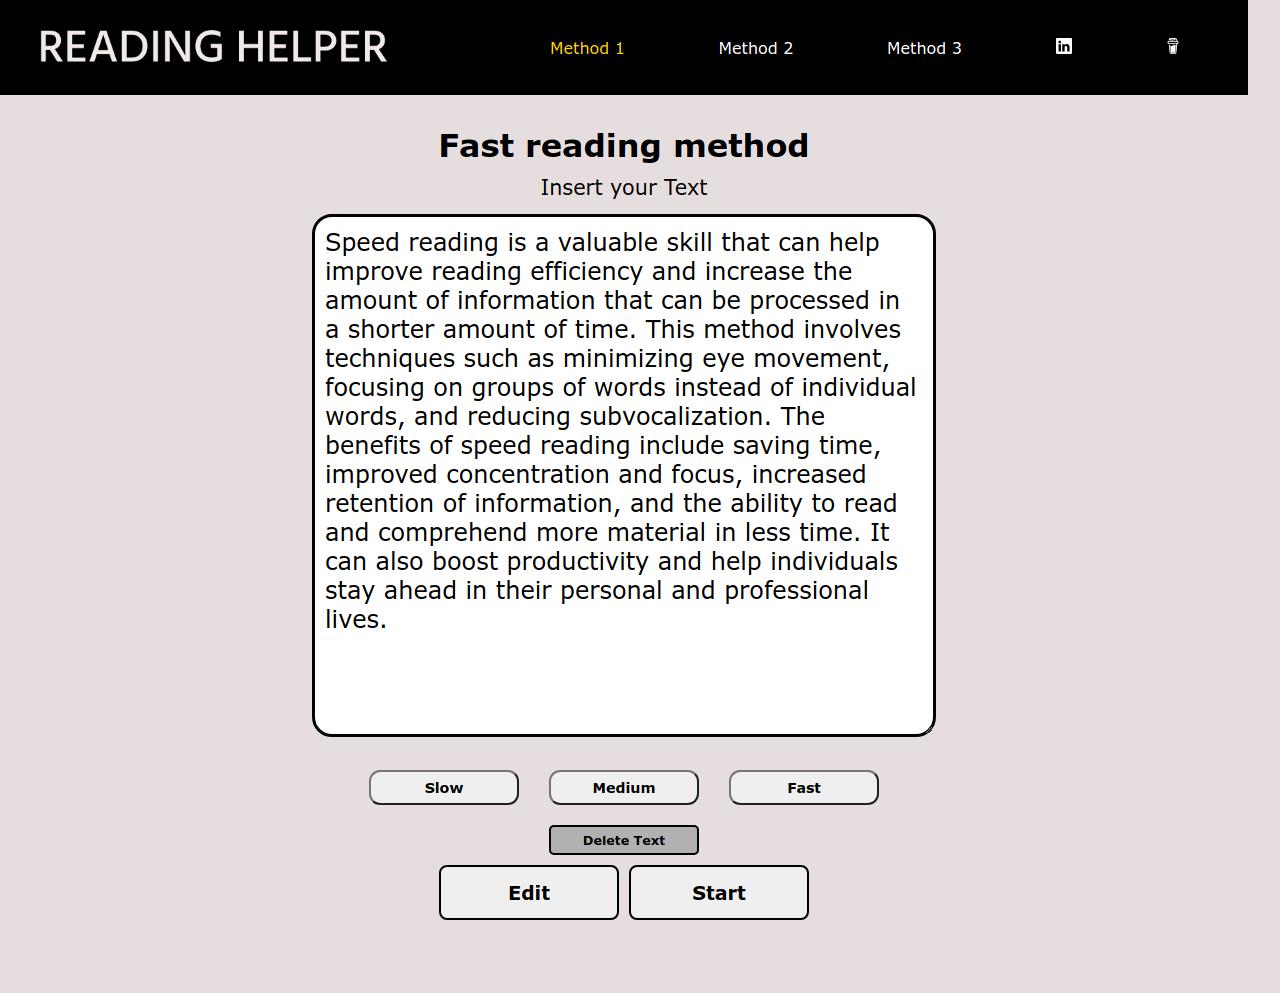 READING HELPER
Method 1
Method 2
Method 3
in
Fast reading method
Insert your Text
Speed reading is a valuable skill that can help
improve reading efficiency and increase the
amount of information that can be processed in
a shorter amount of time. This method involves
techniques such as minimizing eye movement,
focusing on groups of words instead of individual
words, and reducing subvocalization. The
benefits of speed reading include saving time,
improved concentration and focus, increased
retention of information, and the ability to read
and comprehend more material in less time. It
can also boost productivity and help individuals
stay ahead in their personal and professional
lives.
Slow
Medium
Fast
Delete Text
Edit
Start